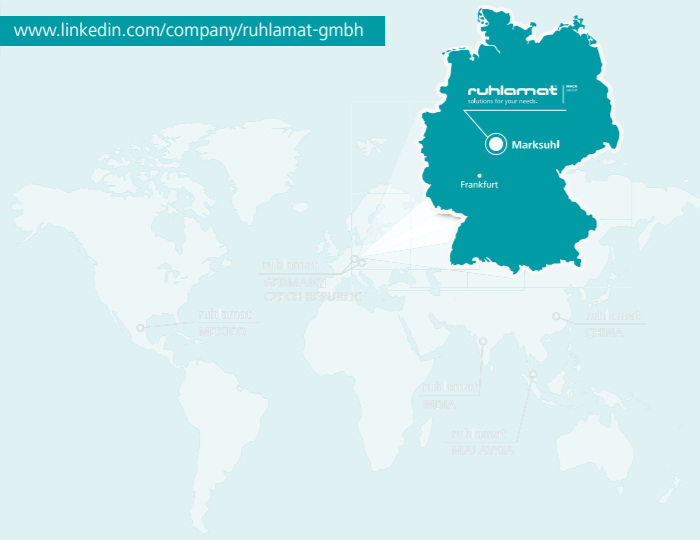 www.linkedin.com/company/ruhlamat-gmbh
ruhlamat
solutions for your needs.
Marksuhl
Frankfurt
ruhlamat
GERMANY
CZECH REPUBLIC
ruhlamat
MEXICO
ruhlamat
CHINA
ruhlamat
INDIA
ruhlamat
MALAYSIA